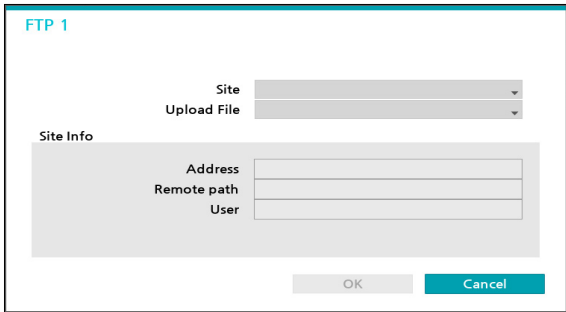 FTP 1
Site
Upload File
Site Info
Address
Remote path
User
OK Cancel